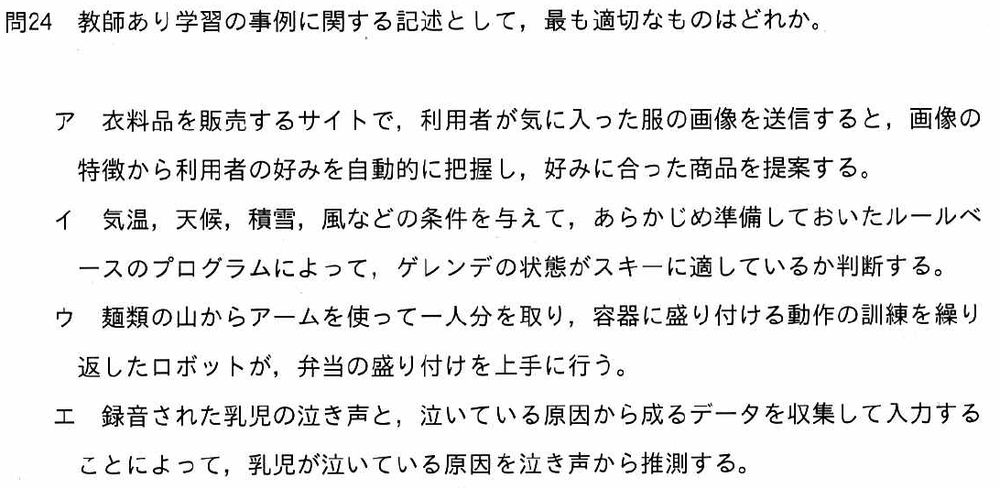 問24 教師あり学習の事例に関する記述として，最も適切なものはどれか。
ア 衣料品を販売するサイトで，利用者が気に入った服の画像を送信すると，画像の
特徴から利用者の好みを自動的に把握し，好みに合った商品を提案する。
イ 気温，天候，積雪，風などの条件を与えて，あらかじめ準備しておいたルールベ
ースのプログラムによって，ゲレンデの状態がスキーに適しているか判断する。
ウ 麺類の山からアームを使って一人分を取り，容器に盛り付ける動作の訓練を繰り
返したロボットが，弁当の盛り付けを上手に行う。
エ 録音された乳児の泣き声と，泣いている原因から成るデータを収集して入力する
ことによって，乳児が泣いている原因を泣き声から推測する。